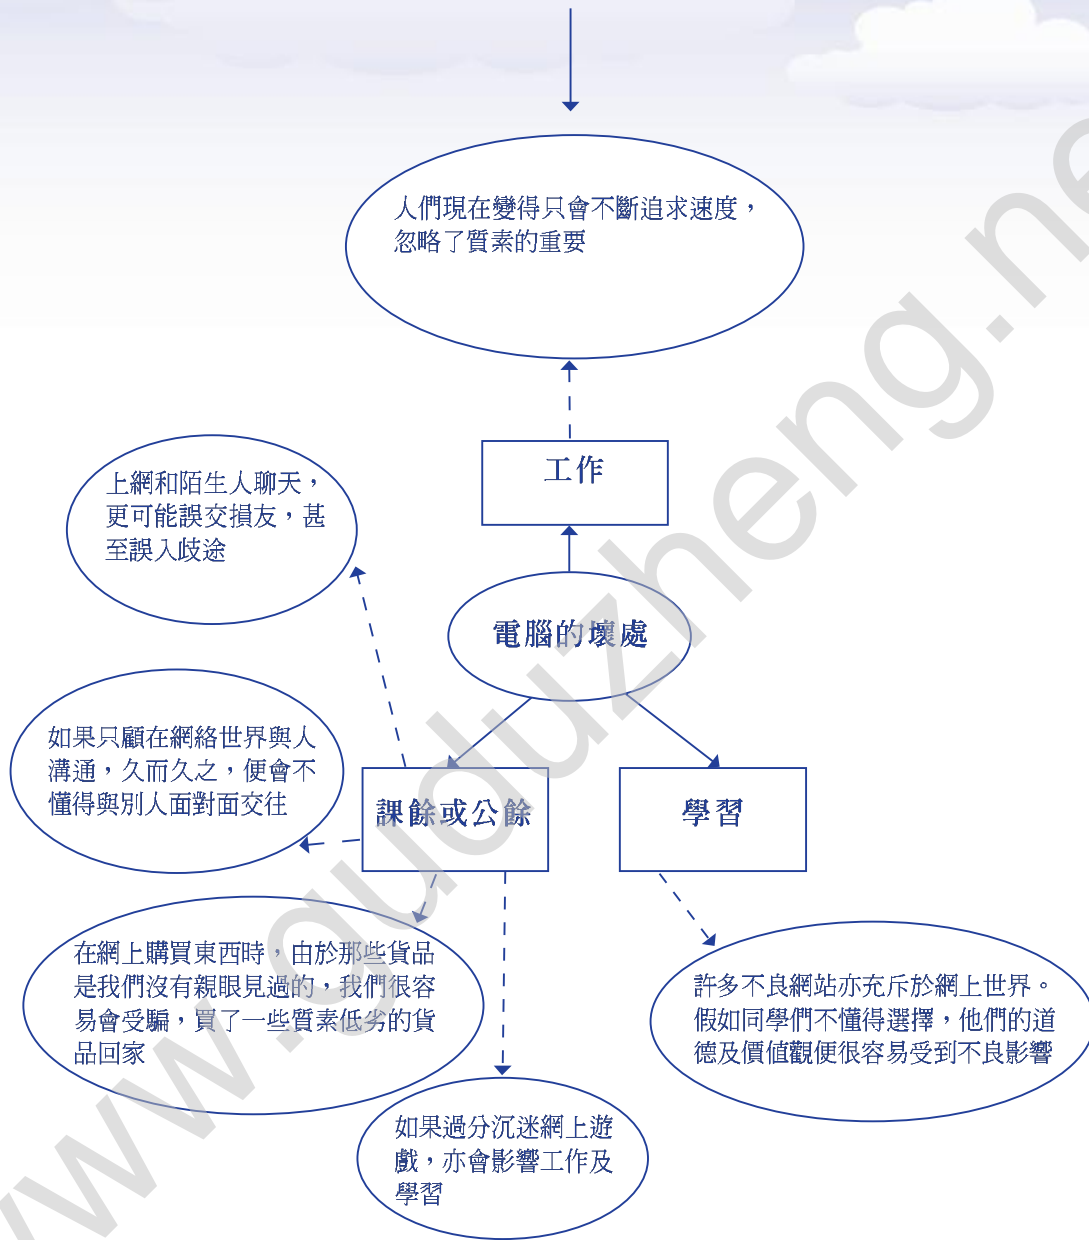 人們現在變得只會不斷追求速度，
忽略了質素的重要
工作
上網和陌生人聊天，
更可能誤交損友，甚
至誤入歧途
電腦的壞處
如果只顧在網絡世界與人
溝通，久而久之，便會不
懂得與別人面對面交往
課餘或公餘
學習
在網上購買東西時，由於那些貨品
是我們沒有親眼見過的，我們很容
易會受騙，買了一些質素低劣的貨
品回家
許多不良網站亦充斥於網上世界。
假如同學們不懂得選擇，他們的道
德及價值觀便很容易受到不良影響
如果過分沉迷網上遊
戲，亦會影響工作及
學習
www.guduzheng.ne